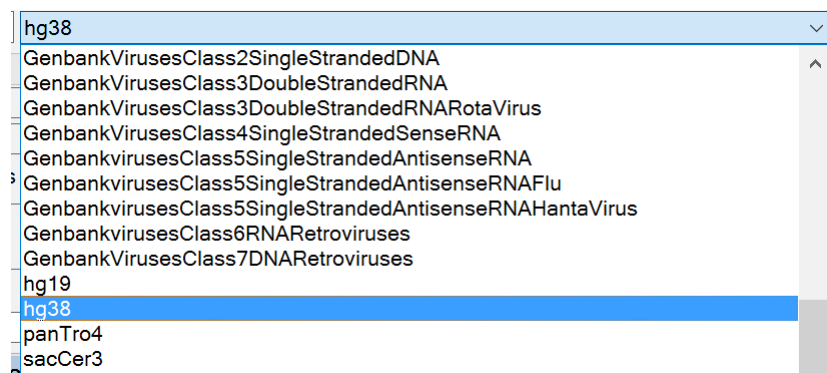 hg38
GenbankVirusesClass2SingleStrandedDNA
GenbankVirusesClass3DoubleStrandedRNA
GenbankVirusesClass3DoubleStrandedRNARotaVirus
GenbankVirusesClass4SingleStrandedSenseRNA
GenbankvirusesClass5SingleStrandedAntisenseRNA
GenbankvirusesClass5SingleStrandedAntisenseRNAFlu
GenbankvirusesClass5SingleStrandedAntisenseRNAHantaVirus
GenbankvirusesClass6RNARetroviruses
GenbankVirusesClass7DNARetroviruses
hg19
hg38
panTro4
sacCer3